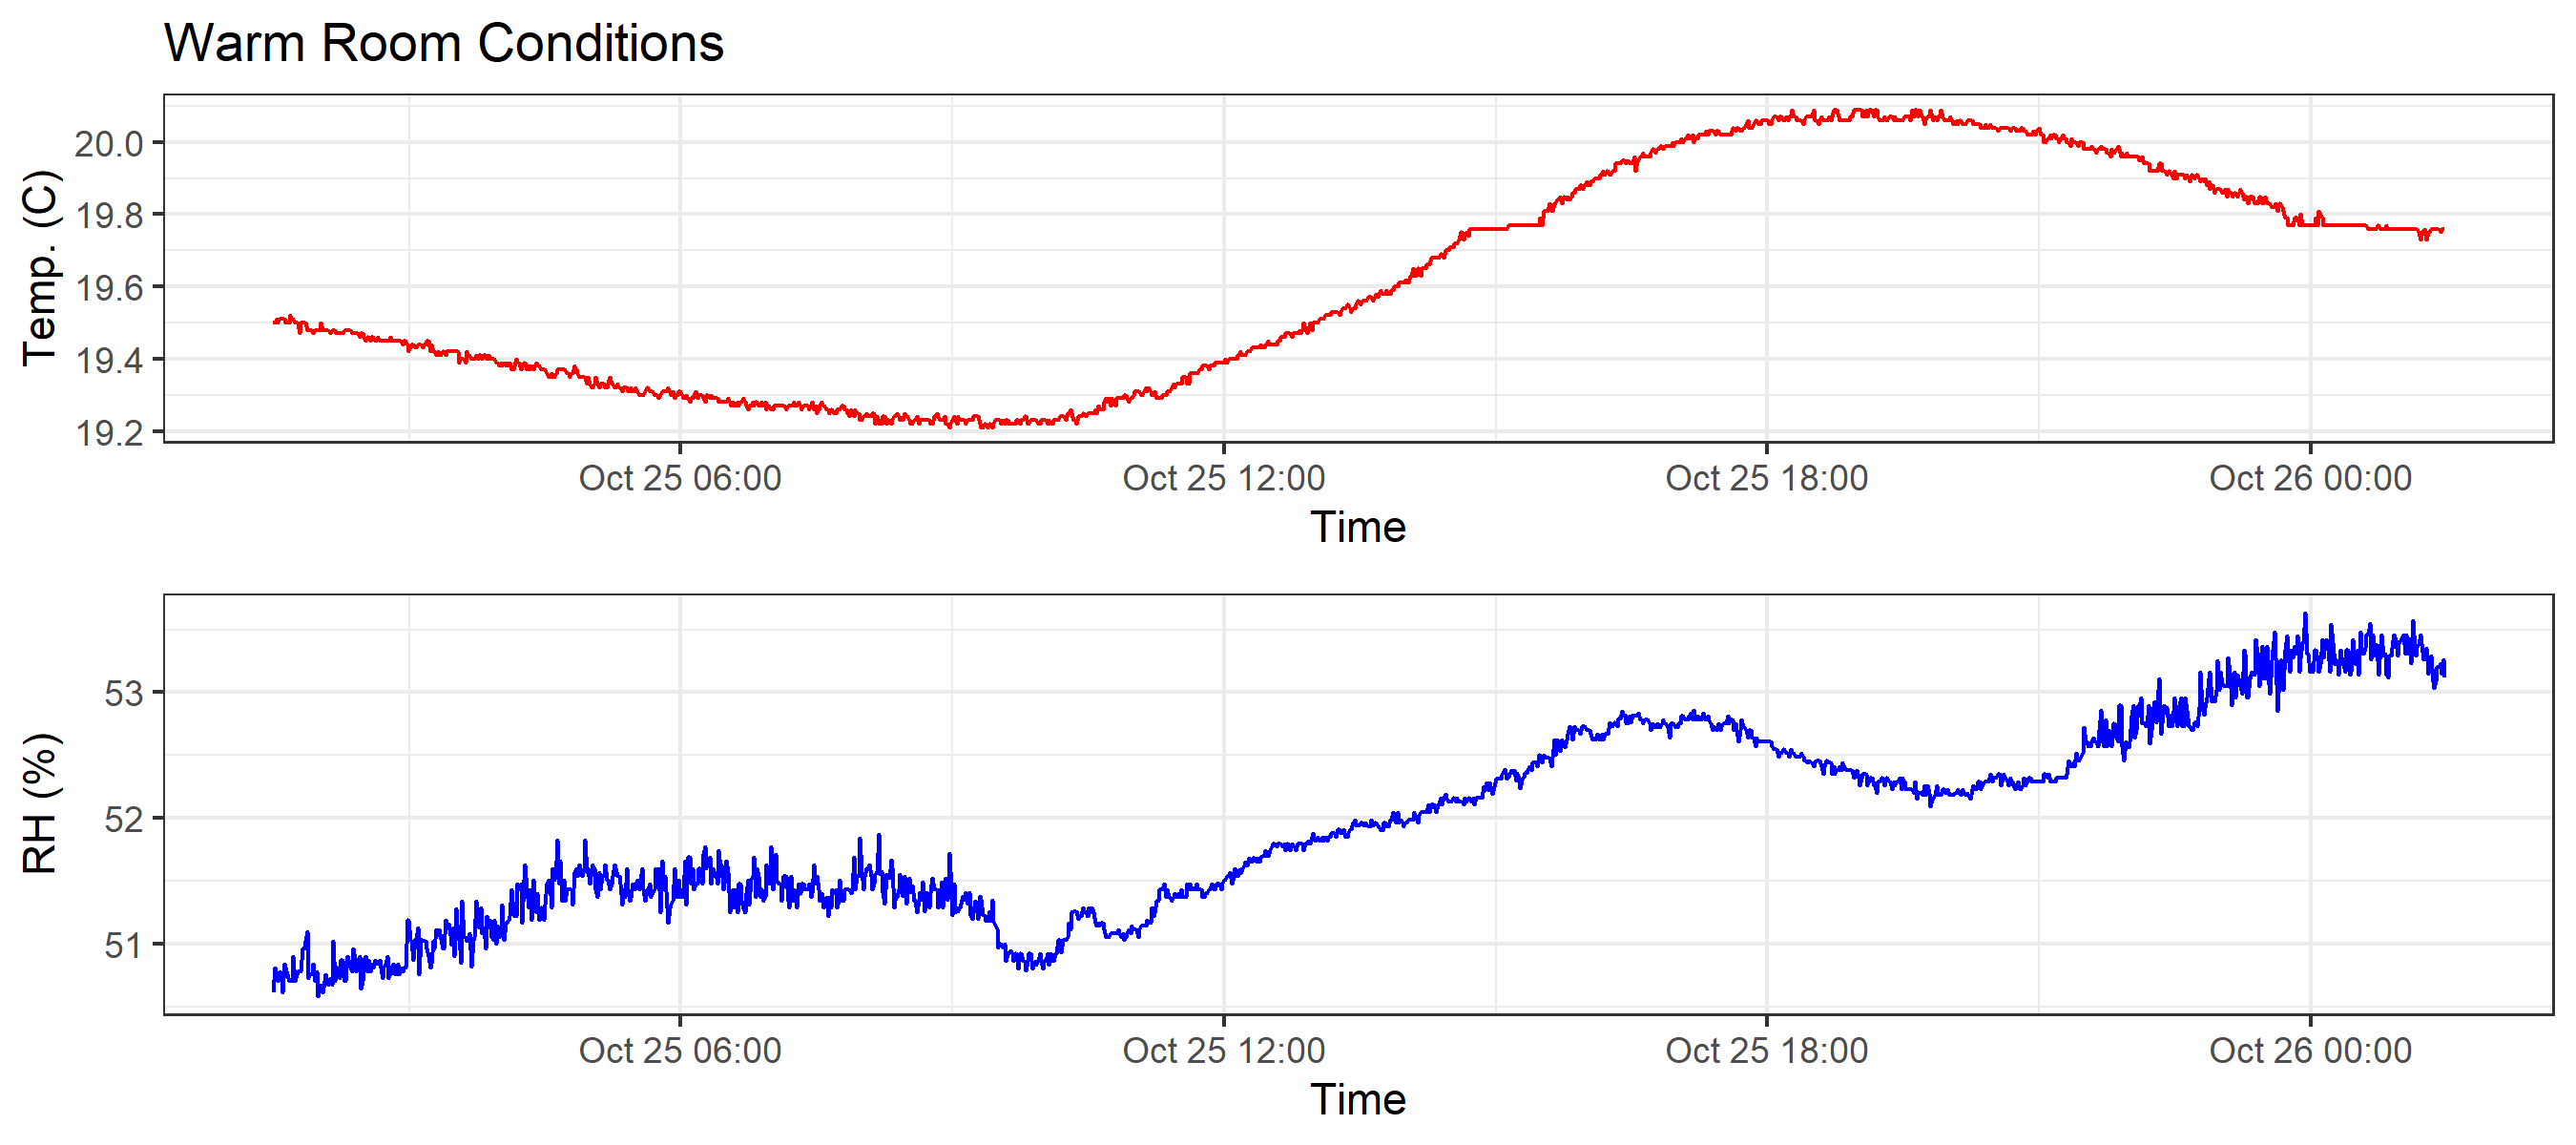 Warm Room Conditions
Temp. (C)
20.0
19.8
19.6
19.4
19.2
Oct 25 06:00 Oct 25 12:00 Oct 25 18:00 Oct 26 00:00
Time
RH (%)
53
52
51
Oct 25 06:00 Oct 25 12:00 Oct 25 18:00 Oct 26 00:00
Time